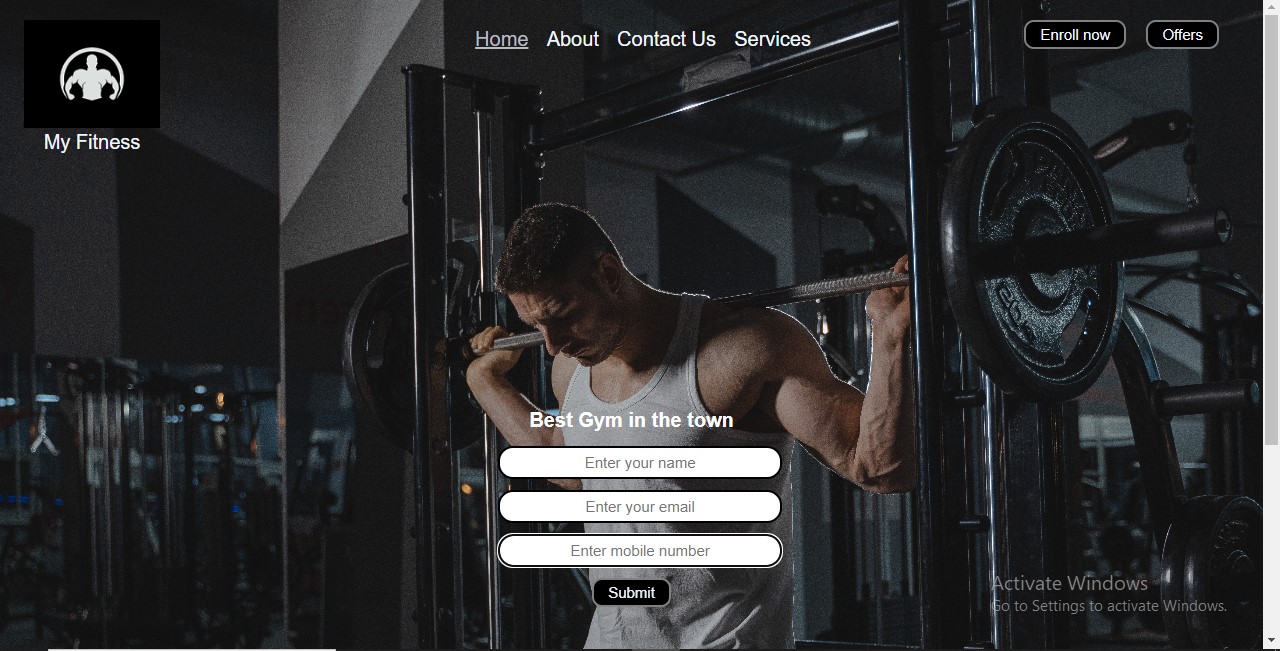 Home About Contact Us Services
Enroll now Offers
My Fitness
Best Gym in the town
Enter your name
Enter your email
Enter mobile number
Submit
Activate Windows
Go to Settings to activate Windows.